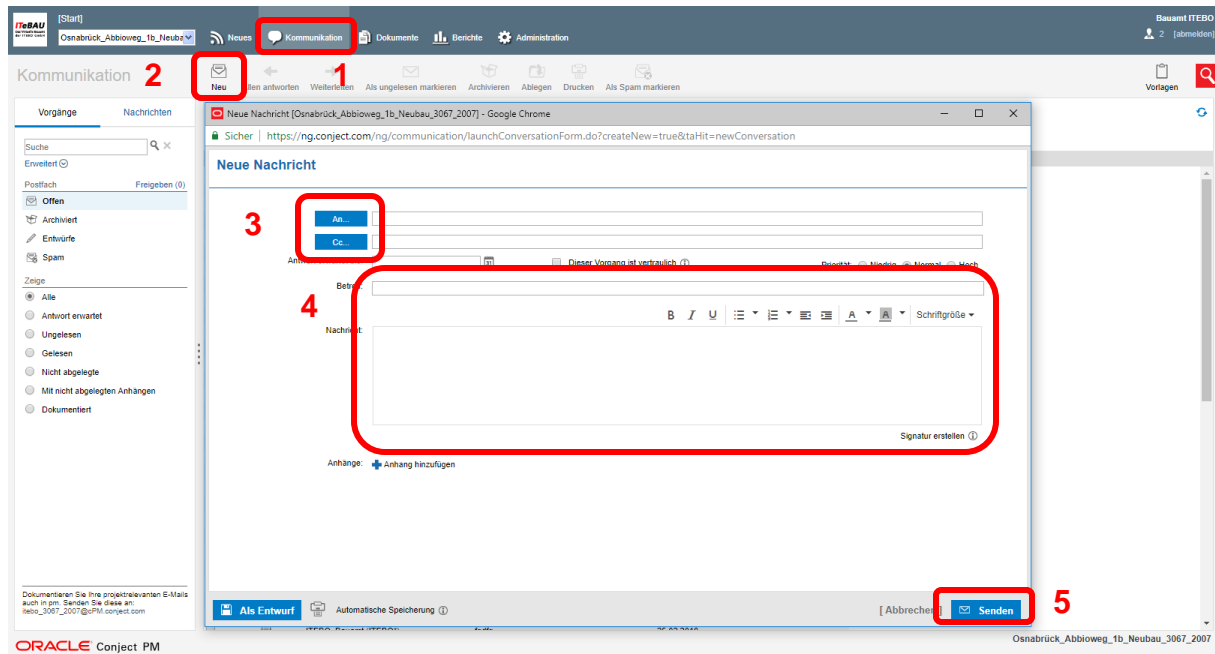 ITeBAU
[Start]
Osnabrück_Abbioweg_1b_Neuba
Neues
Kommunikation
Dokumente
Berichte
Administration
Bauamt ITEBO
2 [abmelden]
Kommunikation
2
1
Neu
llen antworten
Weiterleiten
Als ungelesen markieren
Archivieren
Ablegen
Drucken
Als Spam markieren
Vorlagen
Vorgänge
Nachrichten
Suche
Erweitert
Postfach
Freigeben (0)
Offen
Archiviert
Entwürfe
Spam
Zeige
Alle
Antwort erwartet
Ungelesen
Gelesen
Nicht abgelegte
Mit nicht abgelegten Anhängen
Dokumentiert
Dokumentieren Sie Ihre projektrelevanten E-Mails
auch in pm. Senden Sie diese an:
itebo_3067_2007@cPM.conject.com
Neue Nachricht [Osnabrück_Abbioweg_1b_Neubau_3067_2007] - Google Chrome
Sicher | https://ng.conject.com/ng/communication/launchConversationForm.do?createNew=true&taHit=newConversation
Neue Nachricht
3
An...
Cc...
Dieser Vorgang ist vertraulich
Priorität: Niedrig Normal Hoch
4
Betreff:
B I U A A Schriftgröße
Nachricht:
Signatur erstellen
Anhänge:
Anhang hinzufügen
Als Entwurf
Automatische Speicherung
[ Abbrechen ]
Senden
5
ORACLE Conject PM
Osnabrück_Abbioweg_1b_Neubau_3067_2007